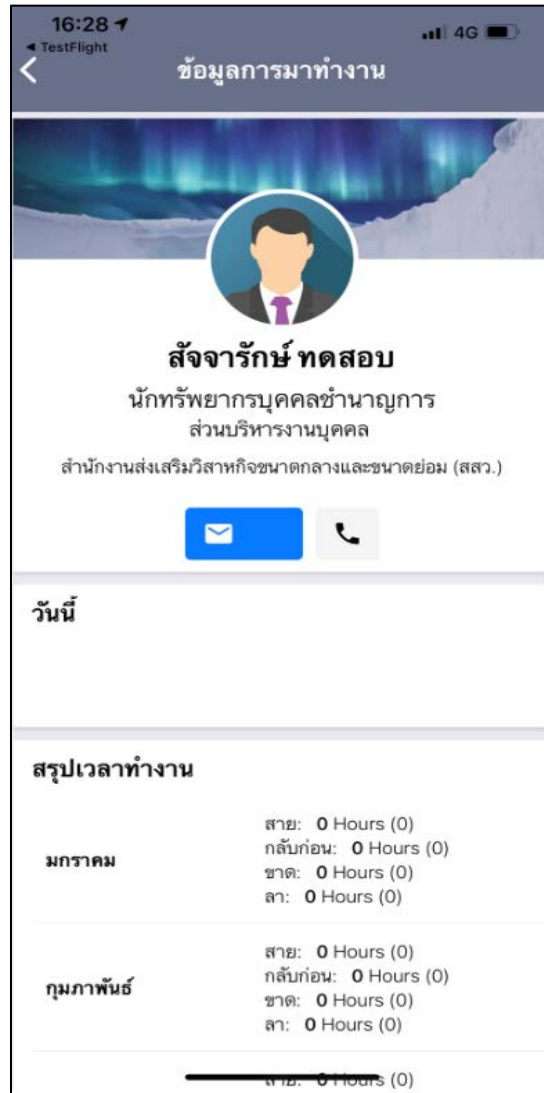 16:28
4G
◄ TestFlight
ข้อมูลการมาทำงาน
สัจจารักษ์ ทดสอบ
นักทรัพยากรบุคคลชำนาญการ
ส่วนบริหารงานบุคคล
สำนักงานส่งเสริมวิสาหกิจขนาดกลางและขนาดย่อม (สสว.)
วันนี้
สรุปเวลาทำงาน
มกราคม
สาย: 0 Hours (0)
กลับก่อน: 0 Hours (0)
ขาด: 0 Hours (0)
ลา: 0 Hours (0)
กุมภาพันธ์
สาย: 0 Hours (0)
กลับก่อน: 0 Hours (0)
ขาด: 0 Hours (0)
ลา: 0 Hours (0)
สาย: 0 Hours (0)